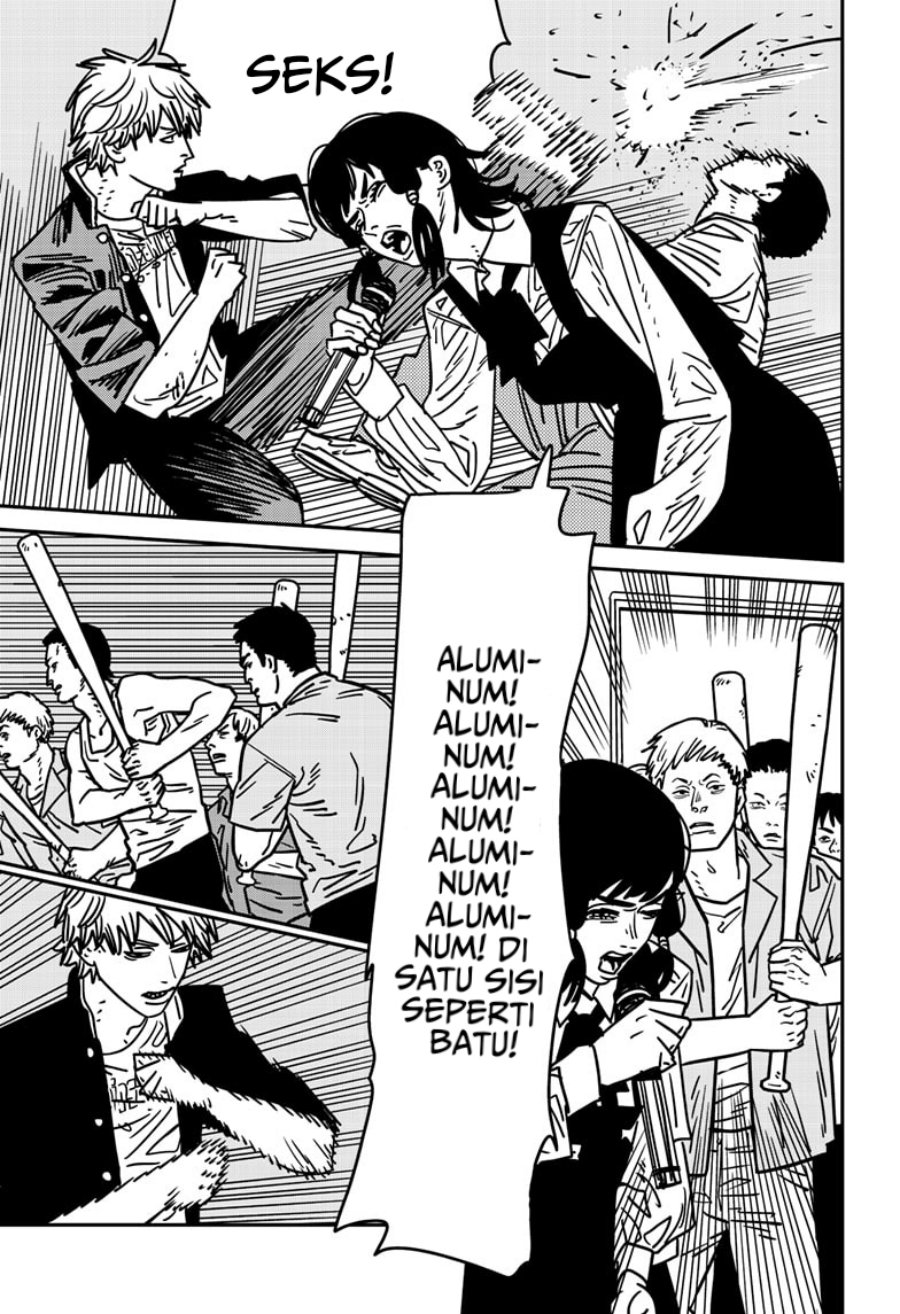 SEKS!
ALUMI-
NUM!
ALUMI-
NUM!
ALUMI-
NUM!
ALUMI-
NUM!
ALUMI-
NUM! DI
SATU SISI
SEPERTI
BATU!